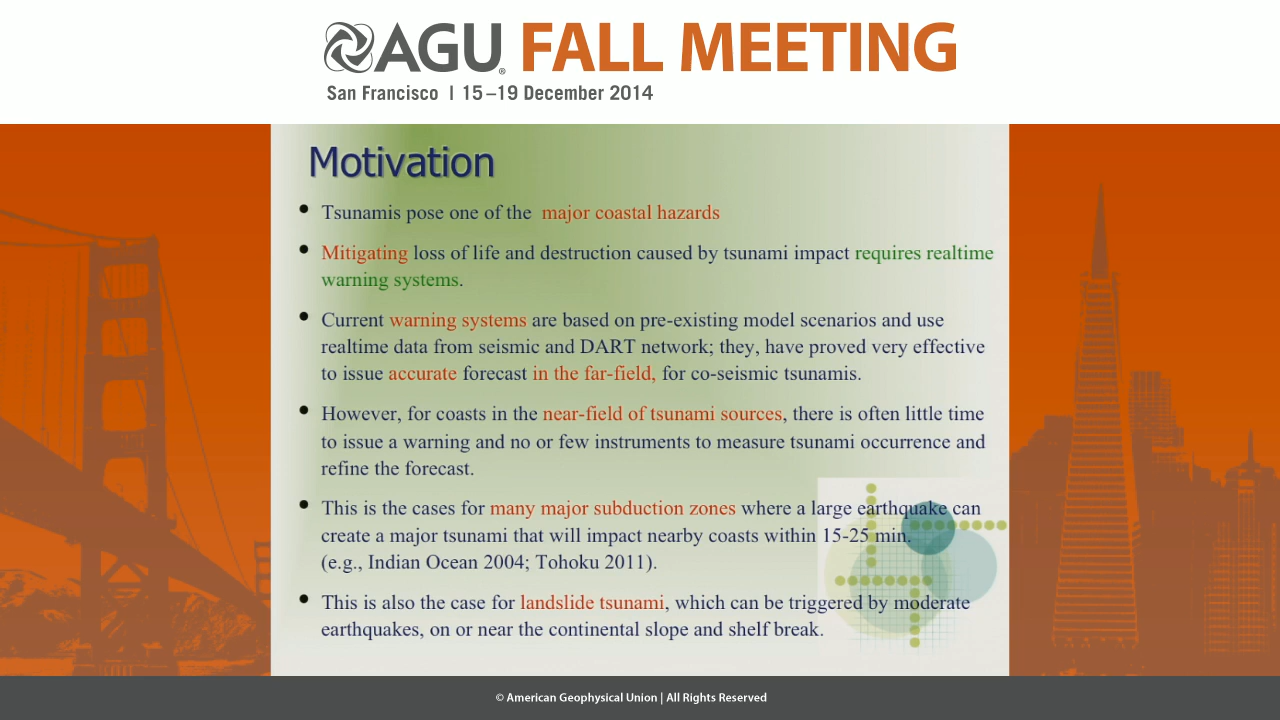 AGU® FALL MEETING
San Francisco | 15–19 December 2014
Motivation
• Tsunamis pose one of the major coastal hazards
• Mitigating loss of life and destruction caused by tsunami impact requires realtime
warning systems.
• Current warning systems are based on pre-existing model scenarios and use
realtime data from seismic and DART network; they, have proved very effective
to issue accurate forecast in the far-field, for co-seismic tsunamis.
• However, for coasts in the near-field of tsunami sources, there is often little time
to issue a warning and no or few instruments to measure tsunami occurrence and
refine the forecast.
• This is the cases for many major subduction zones where a large earthquake can
create a major tsunami that will impact nearby coasts within 15-25 min.
(e.g., Indian Ocean 2004; Tohoku 2011).
• This is also the case for landslide tsunami, which can be triggered by moderate
earthquakes, on or near the continental slope and shelf break.
© American Geophysical Union | All Rights Reserved